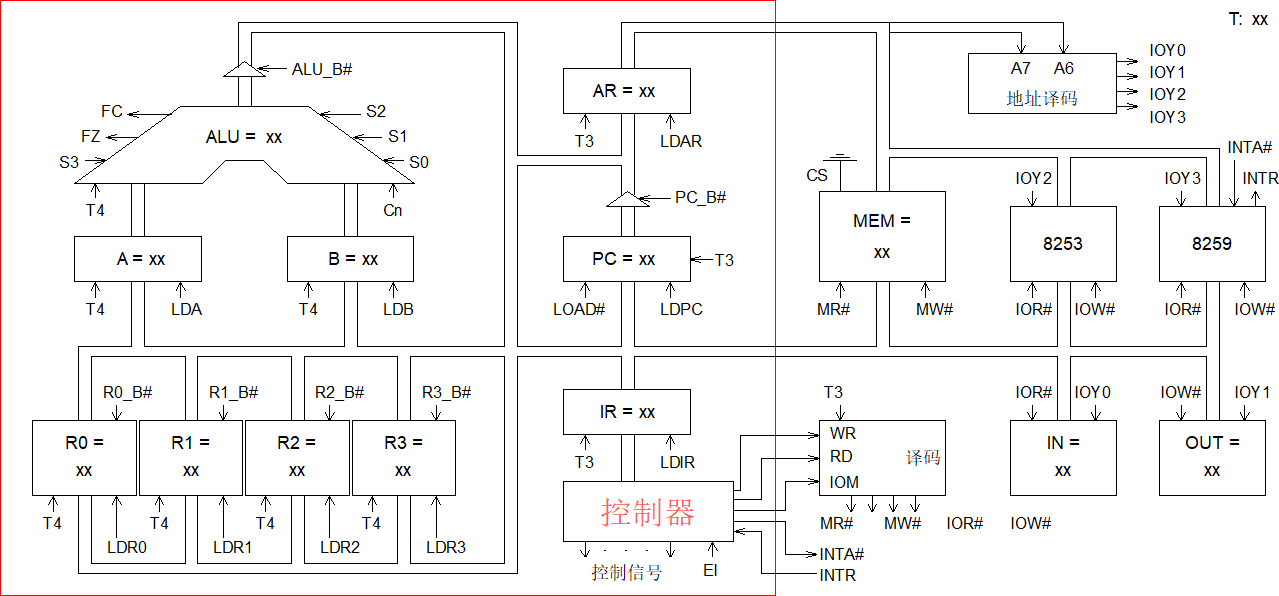 T: xx
ALU_B#
FC
FZ
S3
ALU = xx
S2
S1
S0
T4
Cn
A = xx
T4
LDA
B = xx
T4
LDB
AR = xx
T3
LDAR
PC_B#
PC = xx
T3
LOAD#
LDPC
A7 A6
地址译码
IOY0
IOY1
IOY2
IOY3
CS
MEM =
xx
MR#
MW#
IOY2
8253
IOR#
IOW#
IOY3
INTA#
INTR
8259
IOR#
IOW#
R0_B#
R0 =
xx
T4
LDR0
R1_B#
R1 =
xx
T4
LDR1
R2_B#
R2 =
xx
T4
LDR2
R3_B#
R3 =
xx
T4
LDR3
IR = xx
T3
LDIR
控制器
· · ·
控制信号
EI
T3
WR
RD
IOM
译码
MR#
MW#
IOR#
IOW#
INTA#
INTR
IOR#
IOY0
IN =
xx
IOW#
IOY1
OUT =
xx